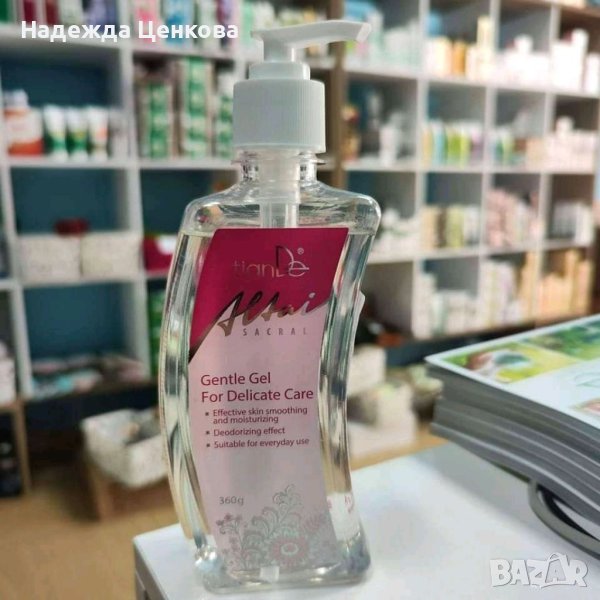 Надежда Ценкова
tianDe®
Altai
SACRAL
Gentle Gel
For Delicate Care
Effective skin smoothing
and moisturizing
Deodorizing effect
Suitable for everyday use
360g
BAZAR